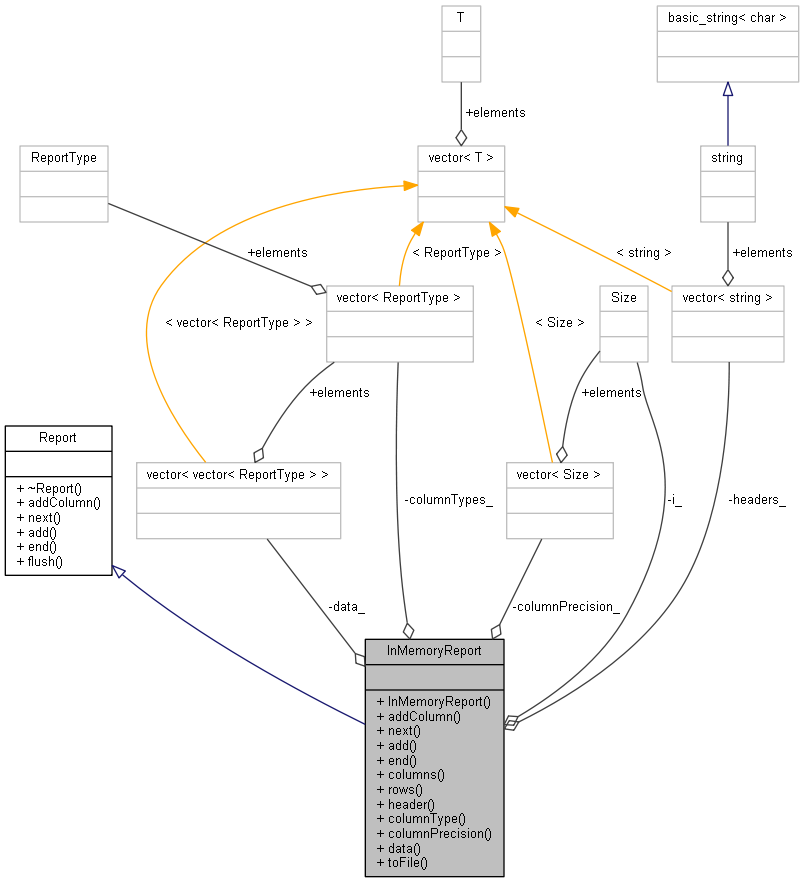 T
basic_string< char >
+elements
ReportType
vector< T >
string
+elements
< ReportType >
< string >
+elements
vector< ReportType >
Size
vector< string >
< vector< ReportType > >
< Size >
+elements
+elements
Report
+ ~Report()
+ addColumn()
+ next()
+ add()
+ end()
+ flush()
vector< vector< ReportType > >
vector< Size >
-columnTypes_
-i_
-headers_
-data_
-columnPrecision_
InMemoryReport
+ InMemoryReport()
+ addColumn()
+ next()
+ add()
+ end()
+ columns()
+ rows()
+ header()
+ columnType()
+ columnPrecision()
+ data()
+ toFile()